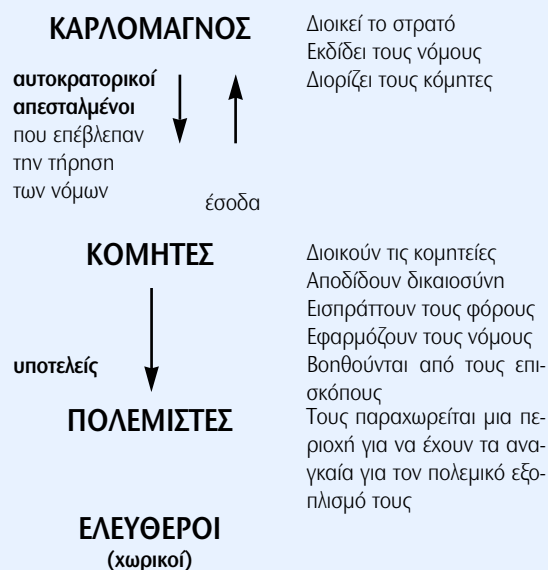 ΚΑΡΛΟΜΑΓΝΟΣ
Διοικεί το στρατό
Εκδίδει τους νόμους
Διορίζει τους κόμητες
αυτοκρατορικοί
απεσταλμένοι
που επέβλεπαν
την τήρηση
των νόμων
έσοδα
ΚΟΜΗΤΕΣ
Διοικούν τις κομητείες
Αποδίδουν δικαιοσύνη
Εισπράττουν τους φόρους
Εφαρμόζουν τους νόμους
Βοηθούνται από τους επι-
σκόπους
υποτελείς
ΠΟΛΕΜΙΣΤΕΣ
Τους παραχωρείται μια πε-
ριοχή για να έχουν τα ανα-
γκαία για τον πολεμικό εξο-
πλισμό τους
ΕΛΕΥΘΕΡΟΙ
(χωρικοί)